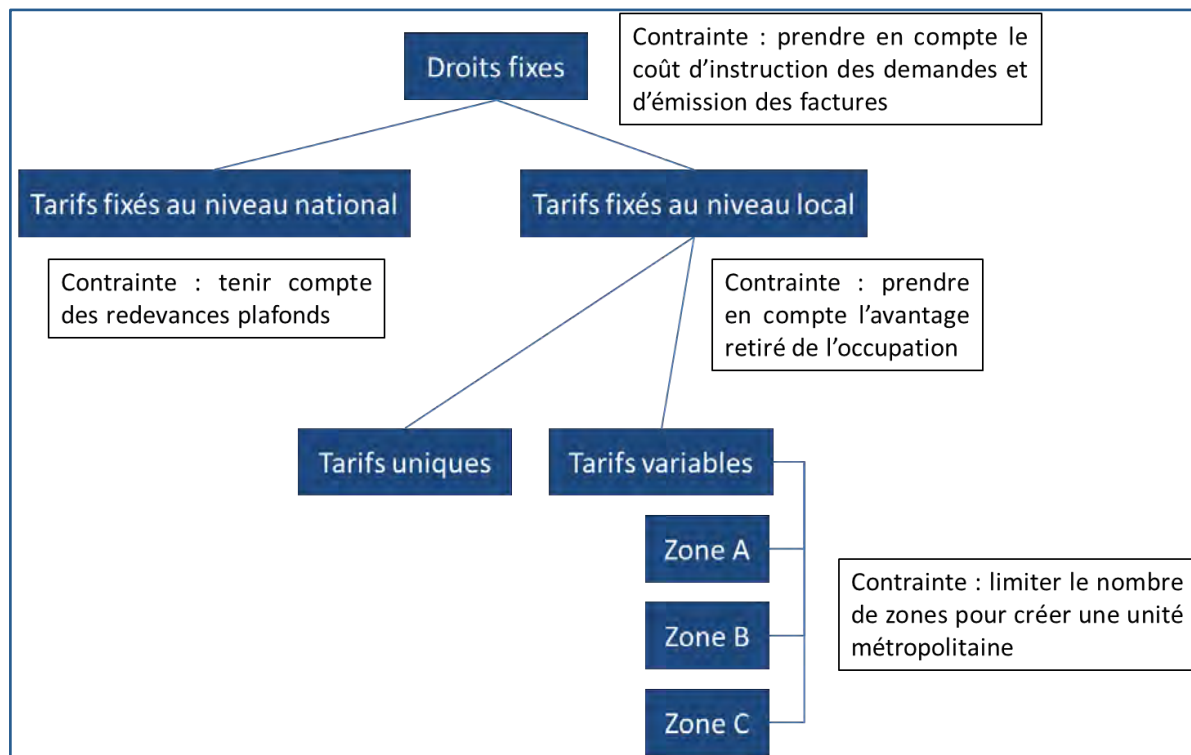 Droits fixes
Contrainte : prendre en compte le
coût d’instruction des demandes et
d’émission des factures
Tarifs fixés au niveau national
Tarifs fixés au niveau local
Contrainte : tenir compte
des redevances plafonds
Contrainte : prendre
en compte l’avantage
retiré de l’occupation
Tarifs uniques
Tarifs variables
Zone A
Zone B
Zone C
Contrainte : limiter le nombre
de zones pour créer une unité
métropolitaine